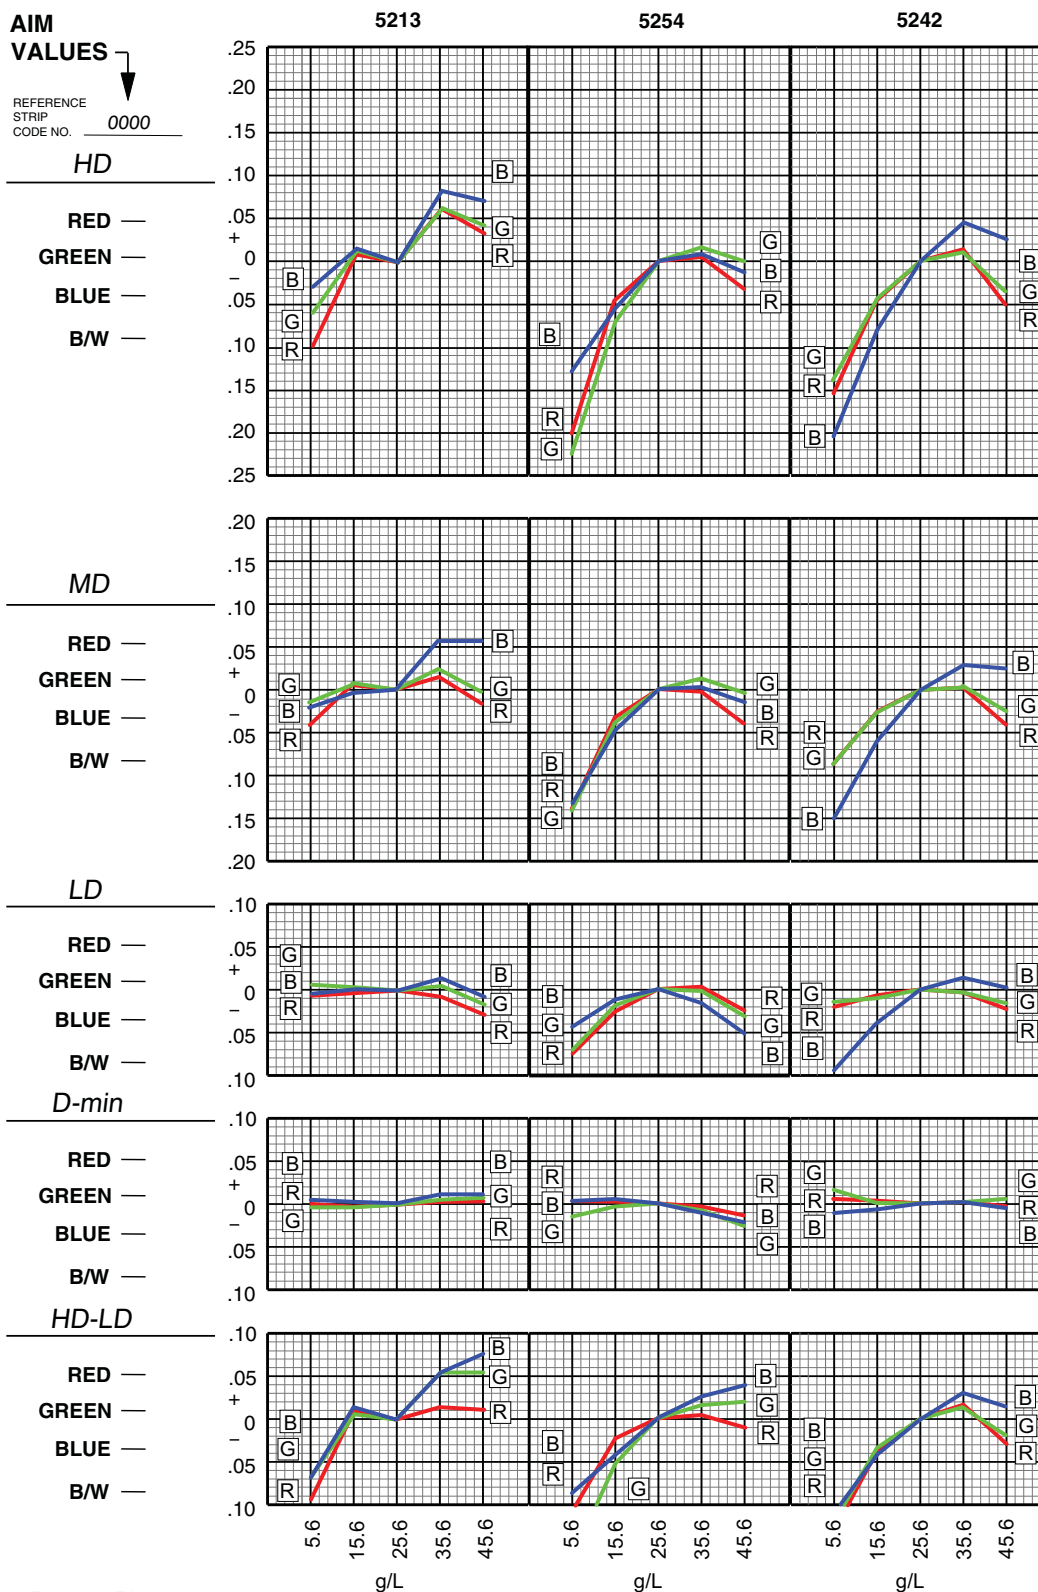 AIM
VALUES
5213 5254 5242
REFERENCE
STRIP
CODE NO. 0000
HD
RED —
GREEN —
BLUE —
B/W —
.25
.20
.15
.10
.05
+
0
–
.05
.10
.15
.20
.25
B G R B G R
B R G G B R
G R B B G R
MD
RED —
GREEN —
BLUE —
B/W —
.20
.15
.10
.05
+
0
–
.05
.10
.15
.20
G B R B G R
B R G G B R
R G B B G R
LD
RED —
GREEN —
BLUE —
B/W —
.10
.05
+
0
–
.05
.10
G B R B G R
B G R R G B
G R B B G R
D-min
RED —
GREEN —
BLUE —
B/W —
.10
.05
+
0
–
.05
.10
B R G B G R
R B G R B G
G R B G R B
HD-LD
RED —
GREEN —
BLUE —
B/W —
.10
.05
+
0
–
.05
.10
B G R B G R
B R G B G R
B G R B G R
5.6 15.6 25.6 35.6 45.6 5.6 15.6 25.6 35.6 45.6 5.6 15.6 25.6 35.6 45.6
g/L g/L g/L